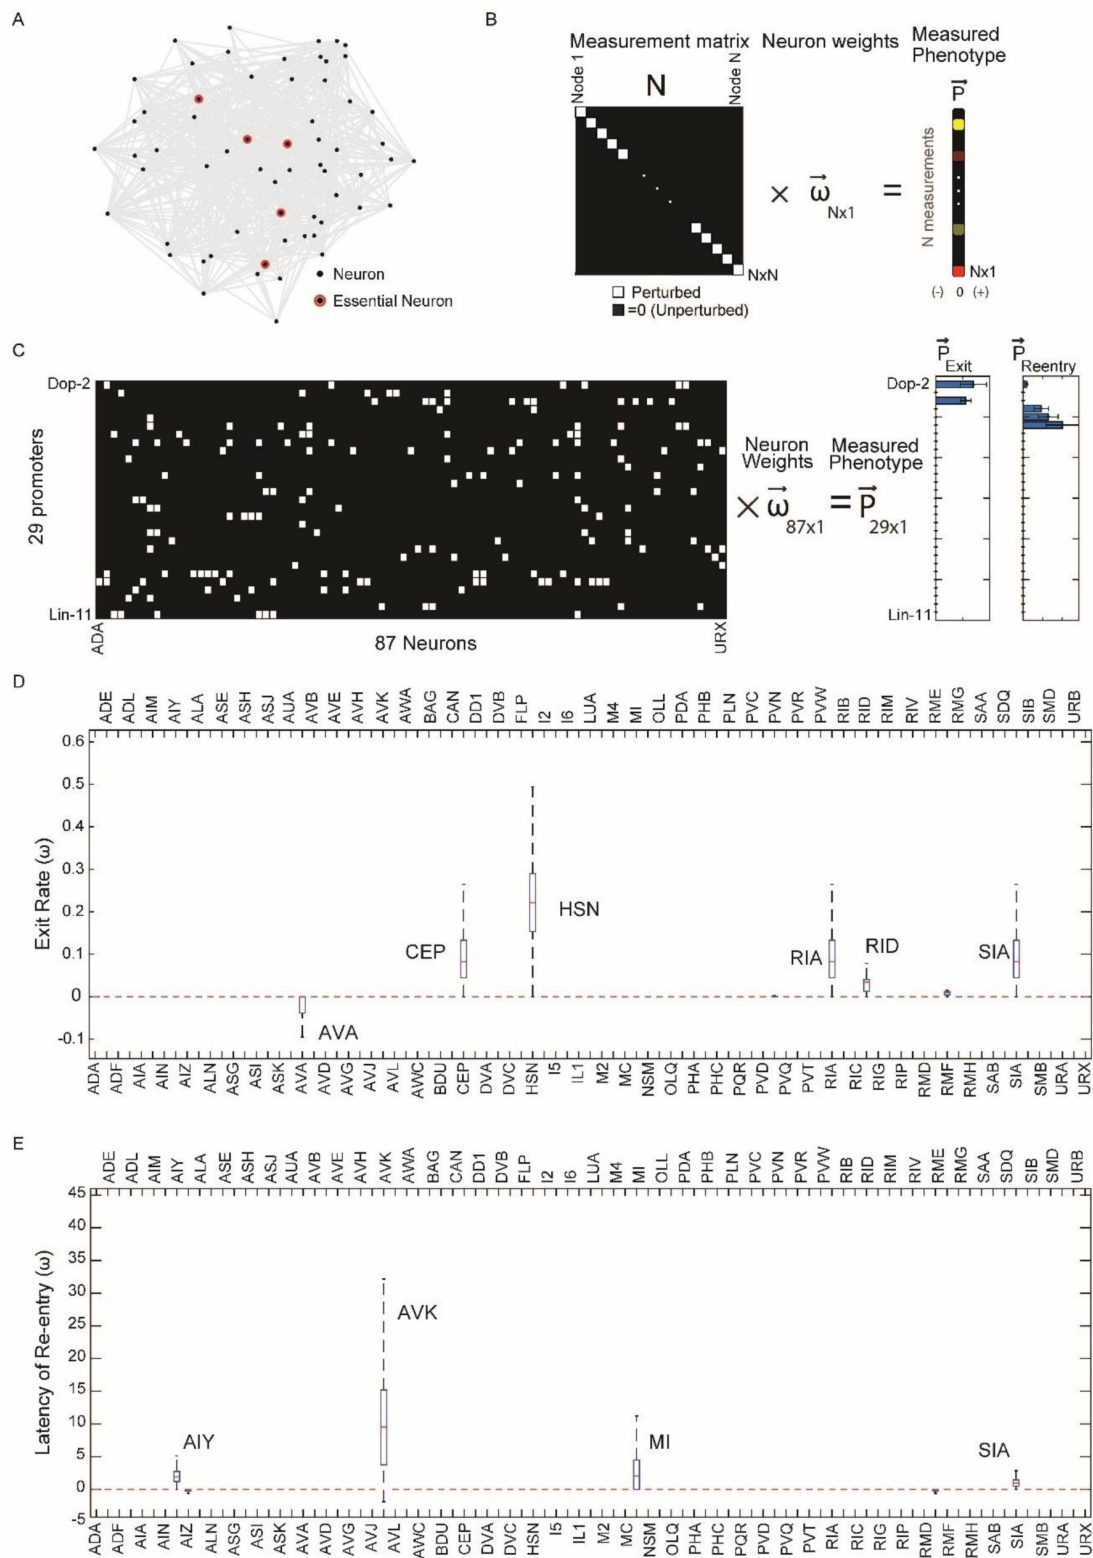 A
Neuron
Essential Neuron
B
Measurement matrix
Neuron weights
Measured
Phenotype
Node 1
N
Node N
P
N measurements
× ω Nx1 =
NxN
Nx1
Perturbed
=0 (Unperturbed)
(-) 0 (+)
C
Dop-2
29 promoters
Lin-11
ADA
87 Neurons
URX
Neuron
Weights
Measured
Phenotype
× ω 87x1 = P 29x1
P
Exit
P
Reentry
Dop-2
Lin-11
D
ADE ADL AIM AIY ALA ASE ASH ASJ AUA AVB AVE AVH AVK AWA BAG CAN DD1 DVB FLP I2 I6 LUA M4 MI OLL PDA PHB PLN PVC PVN PVR PVW RIB RID RIM RIV RME RMG SAA SDQ SIB SMD URB
Exit Rate (ω)
0.6
0.5
0.4
0.3
0.2
0.1
0
-0.1
AVA
CEP
HSN
RIA
RID
SIA
ADA ADF AIA AIN AIZ ALN ASG ASI ASK AVA AVD AVG AVJ AVL AWC BDU CEP DVA DVC HSN I5 IL1 M2 MC NSM OLQ PHA PHC PQR PVD PVQ PVT RIA RIC RIG RIP RMD RMF RMH SAB SIA SMB URA URX
E
ADE ADL AIM AIY ALA ASE ASH ASJ AUA AVB AVE AVH AVK AWA BAG CAN DD1 DVB FLP I2 I6 LUA M4 MI OLL PDA PHB PLN PVC PVN PVR PVW RIB RID RIM RIV RME RMG SAA SDQ SIB SMD URB
Latency of Re-entry (ω)
45
40
35
30
25
20
15
10
5
0
-5
AIY
AVK
MI
SIA
ADA ADF AIA AIN AIZ ALN ASG ASI ASK AVA AVD AVG AVJ AVL AWC BDU CEP DVA DVC HSN I5 IL1 M2 MC NSM OLQ PHA PHC PQR PVD PVQ PVT RIA RIC RIG RIP RMD RMF RMH SAB SIA SMB URA URX